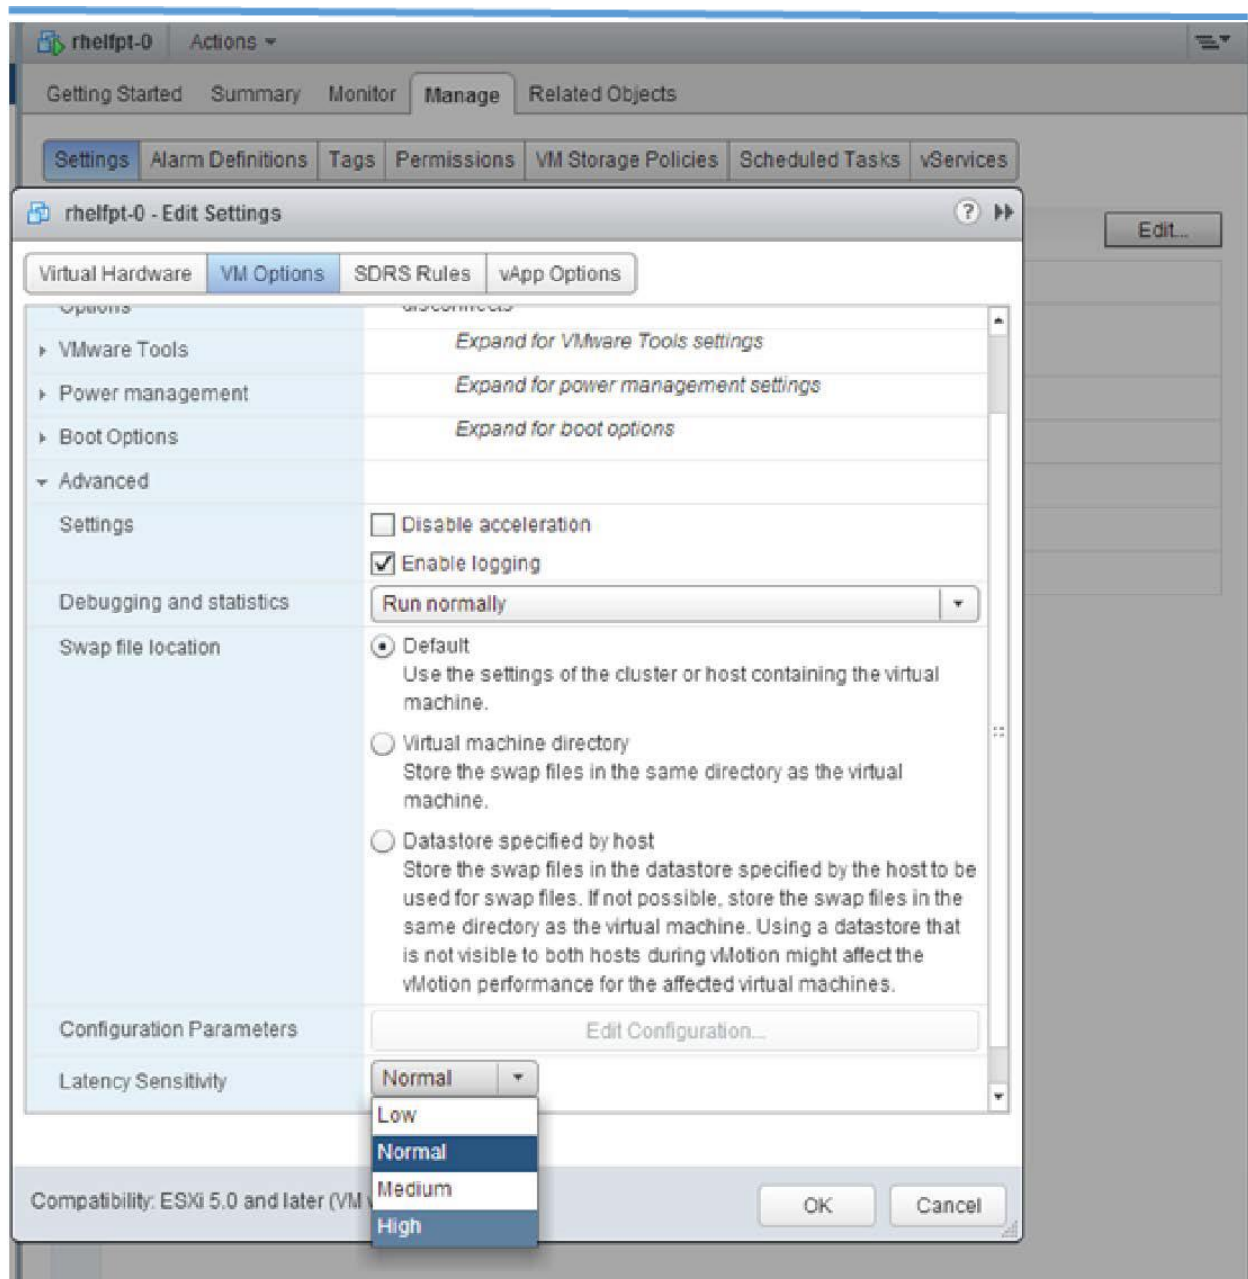 rhelfpt-0 Actions
Getting Started Summary Monitor Manage Related Objects
Settings Alarm Definitions Tags Permissions VM Storage Policies Scheduled Tasks vServices
rhelfpt-0 - Edit Settings ?
Edit...
Virtual Hardware VM Options SDRS Rules vApp Options
Options disconnects
VMware Tools Expand for VMware Tools settings
Power management Expand for power management settings
Boot Options Expand for boot options
Advanced
Settings Disable acceleration
Enable logging
Debugging and statistics Run normally
Swap file location Default
Use the settings of the cluster or host containing the virtual
machine.
Virtual machine directory
Store the swap files in the same directory as the virtual
machine.
Datastore specified by host
Store the swap files in the datastore specified by the host to be
used for swap files. If not possible, store the swap files in the
same directory as the virtual machine. Using a datastore that
is not visible to both hosts during vMotion might affect the
vMotion performance for the affected virtual machines.
Configuration Parameters Edit Configuration...
Latency Sensitivity Normal
Low
Normal
Medium
High
Compatibility: ESXi 5.0 and later (VM
OK Cancel